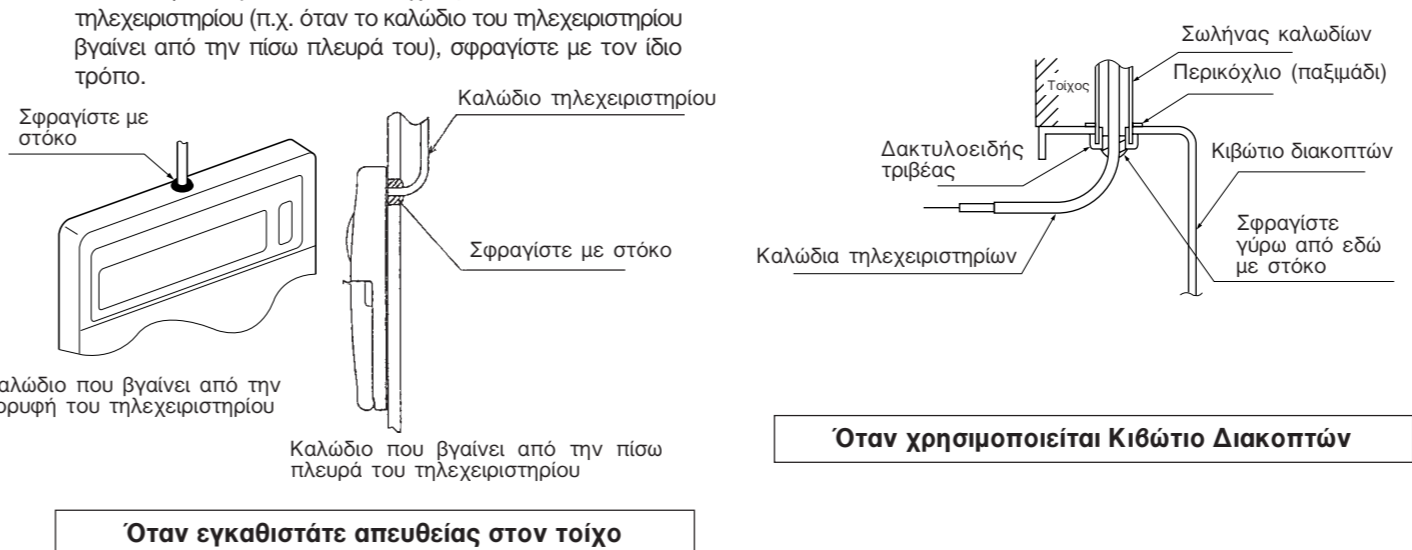 τηλεχειριστηρίου (π.χ. όταν το καλώδιο του τηλεχειριστηρίου
βγαίνει από την πίσω πλευρά του), σφραγίστε με τον ίδιο
τρόπο.
Σφραγίστε με
στόκο
Καλώδιο τηλεχειριστηρίου
Σφραγίστε με στόκο
αλώδιο που βγαίνει από την
ορυφή του τηλεχειριστηρίου
Καλώδιο που βγαίνει από την πίσω
πλευρά του τηλεχειριστηρίου
Όταν εγκαθιστάτε απευθείας στον τοίχο
Σωλήνας καλωδίων
Περικόχλιο (παξιμάδι)
Τοίχος
Δακτυλοειδής
τριβέας
Κιβώτιο διακοπτών
Καλώδια τηλεχειριστηρίων
Σφραγίστε
γύρω από εδώ
με στόκο
Όταν χρησιμοποιείται Κιβώτιο Διακοπτών